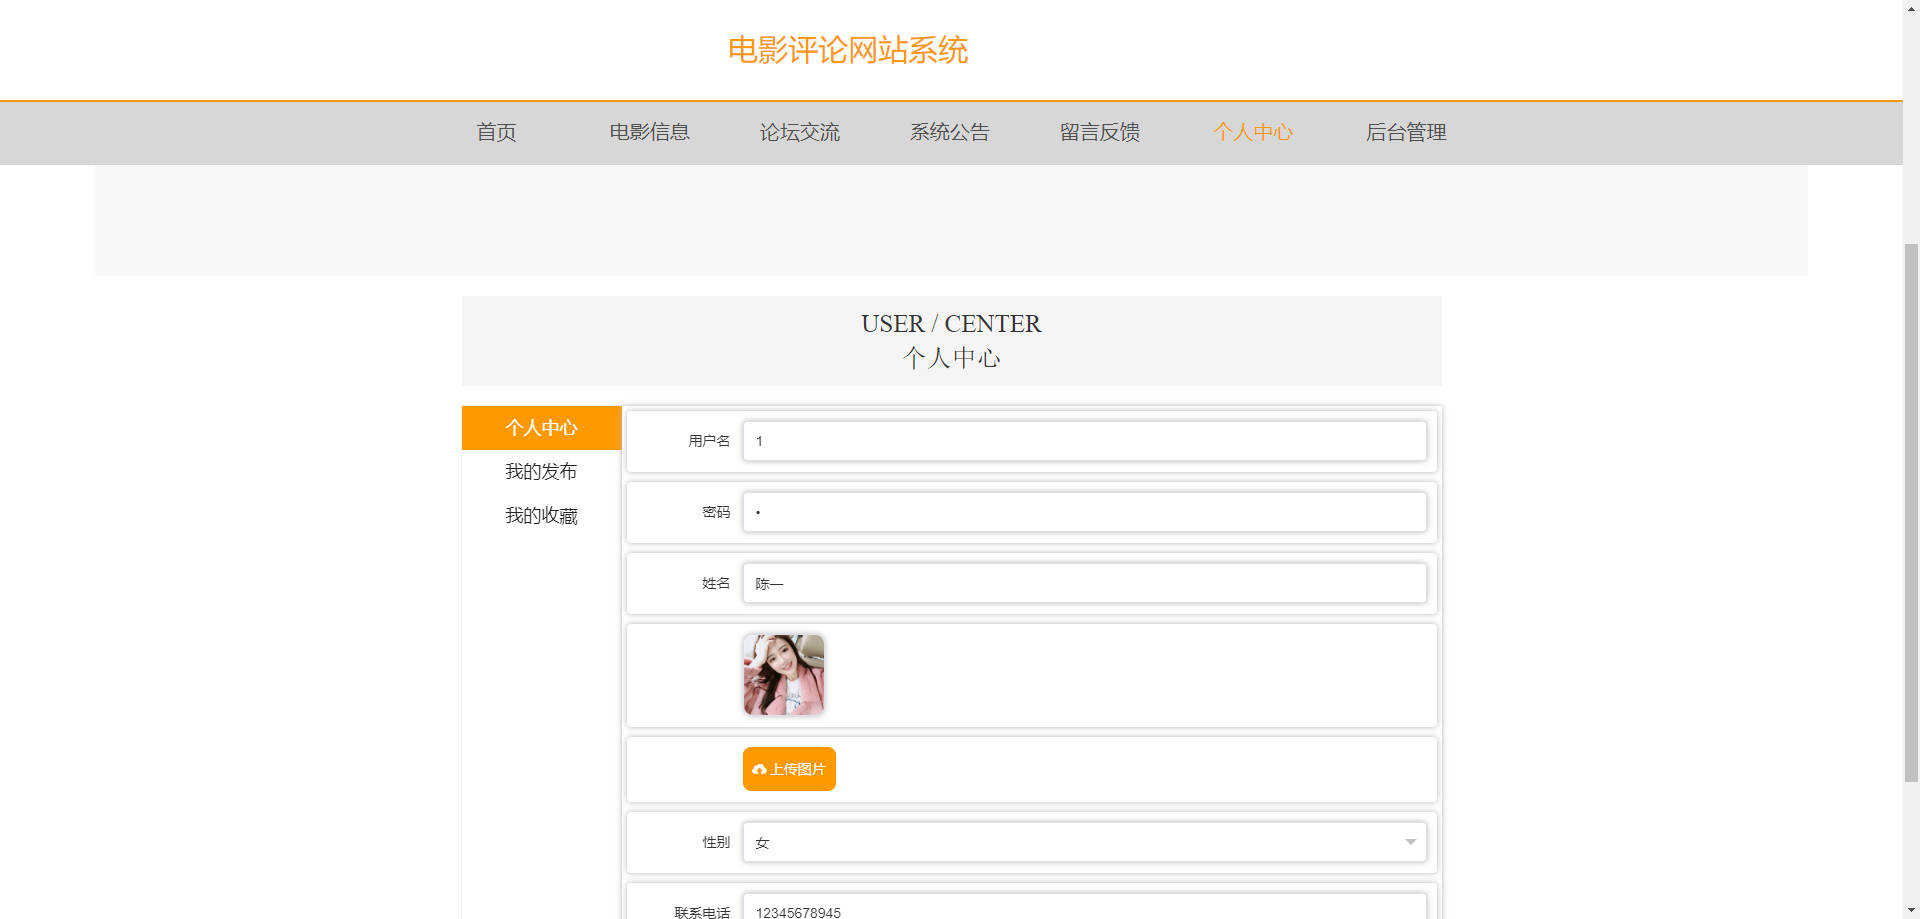 电影评论网站系统
首页 电影信息 论坛交流 系统公告 留言反馈 个人中心 后台管理
USER / CENTER
个人中心
个人中心
我的发布
我的收藏
用户名 1
密码 •
姓名 陈一
上传图片
性别 女
联系电话 12345678945